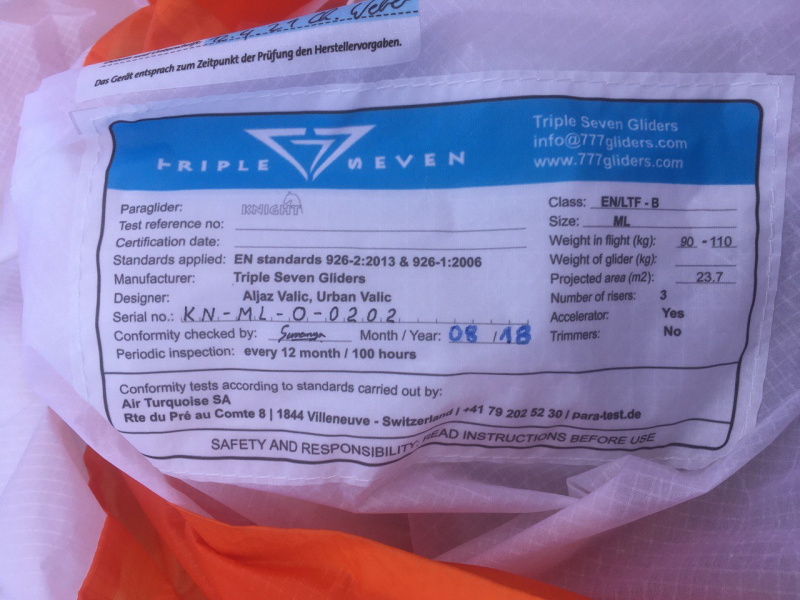 12.4.21 Ch. Weber
Das Gerät entsprach zum Zeitpunkt der Prüfung den Herstellervorgaben.
TRIPLE SEVEN
Triple Seven Gliders
info@777gliders.com
www.777gliders.com
Paraglider: KNIGHT
Test reference no:
Certification date:
Standards applied: EN standards 926-2:2013 & 926-1:2006
Manufacturer: Triple Seven Gliders
Designer: Aljaz Valic, Urban Valic
Serial no.: KN-ML-O-0202
Conformity checked by: Month / Year: 08 /18
Periodic inspection: every 12 month / 100 hours
Class: EN/LTF - B
Size: ML
Weight in flight (kg): 90 - 110
Weight of glider (kg):
Projected area (m2): 23.7
Number of risers: 3
Accelerator: Yes
Trimmers: No
Conformity tests according to standards carried out by:
Air Turquoise SA
Rte du Pré au Comte 8 | 1844 Villeneuve - Switzerland | +41 79 202 52 30 / para-test.de
SAFETY AND RESPONSIBILITY: READ INSTRUCTIONS BEFORE USE